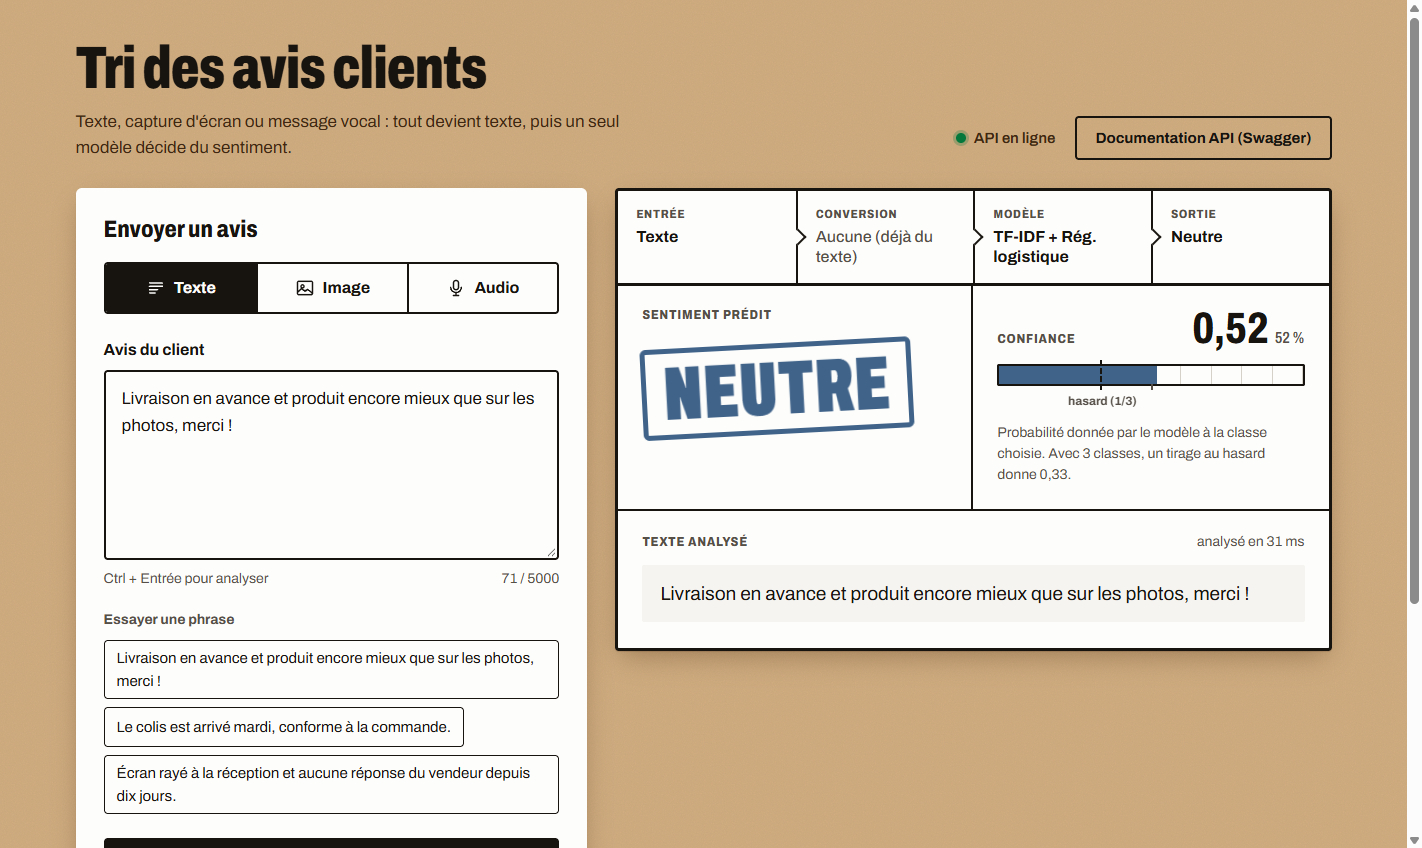 Tri des avis clients
Texte, capture d'écran ou message vocal : tout devient texte, puis un seul
modèle décide du sentiment.
API en ligne
Documentation API (Swagger)
Envoyer un avis
Texte
Image
Audio
Avis du client
Livraison en avance et produit encore mieux que sur les
photos, merci !
Ctrl + Entrée pour analyser
71 / 5000
Essayer une phrase
Livraison en avance et produit encore mieux que sur les photos,
merci !
Le colis est arrivé mardi, conforme à la commande.
Écran rayé à la réception et aucune réponse du vendeur depuis
dix jours.
ENTRÉE
Texte
CONVERSION
Aucune (déjà du
texte)
MODÈLE
TF-IDF + Rég.
logistique
SORTIE
Neutre
SENTIMENT PRÉDIT
NEUTRE
CONFIANCE
0,52 52 %
hasard (1/3)
Probabilité donnée par le modèle à la classe
choisie. Avec 3 classes, un tirage au hasard
donne 0,33.
TEXTE ANALYSÉ
analysé en 31 ms
Livraison en avance et produit encore mieux que sur les photos, merci !